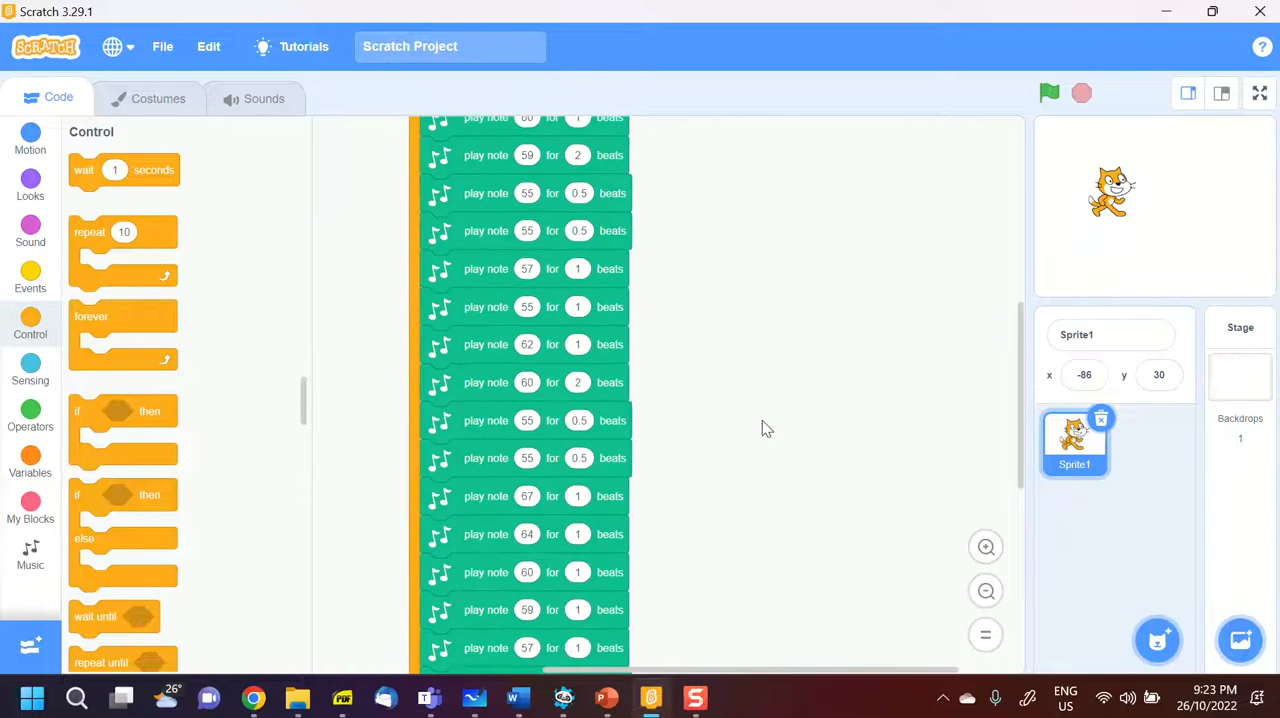 Scratch 3.29.1
SCRATCH
File
Edit
Tutorials
Scratch Project
?
Code
Costumes
Sounds
Motion
Looks
Sound
Events
Control
Sensing
Operators
Variables
My Blocks
Music
Control
wait 1 seconds
repeat 10
forever
if then
if then
else
wait until
repeat until
play note 60 for 1 beats
play note 59 for 2 beats
play note 55 for 0.5 beats
play note 55 for 0.5 beats
play note 57 for 1 beats
play note 55 for 1 beats
play note 62 for 1 beats
play note 60 for 2 beats
play note 55 for 0.5 beats
play note 55 for 0.5 beats
play note 67 for 1 beats
play note 64 for 1 beats
play note 60 for 1 beats
play note 59 for 1 beats
play note 57 for 1 beats
Sprite1
x -86 y 30
Sprite1
Stage
Backdrops
1
26°
PDF
ENG
US
9:23 PM
26/10/2022